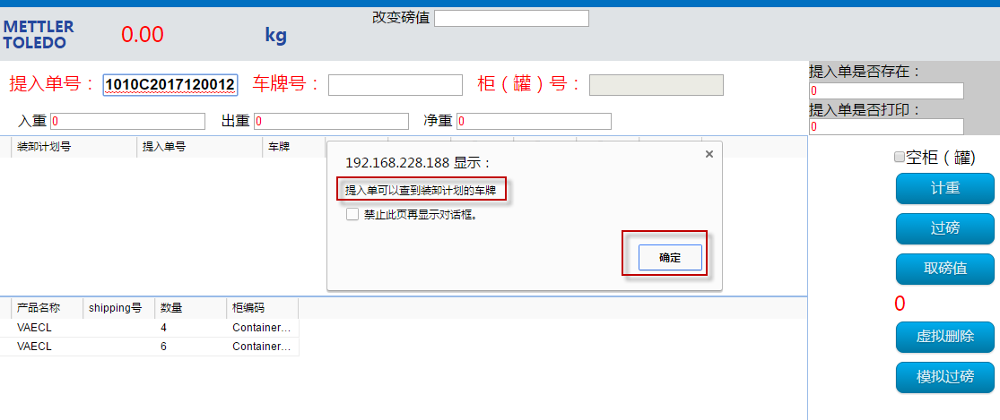 改变磅值
METTLER
TOLEDO
0.00
kg
提入单号：
1010C2017120012
车牌号：
柜（罐）号：
提入单是否存在：
0
提入单是否打印：
0
入重 0
出重 0
净重 0
装卸计划号
提入单号
车牌
192.168.228.188 显示：
×
提入单可以查到装卸计划的车牌
禁止此页再显示对话框。
确定
空柜（罐)
计重
过磅
取磅值
0
虚拟删除
模拟过磅
产品名称 shipping号 数量 柜编码
VAECL 4 Container…
VAECL 6 Container…